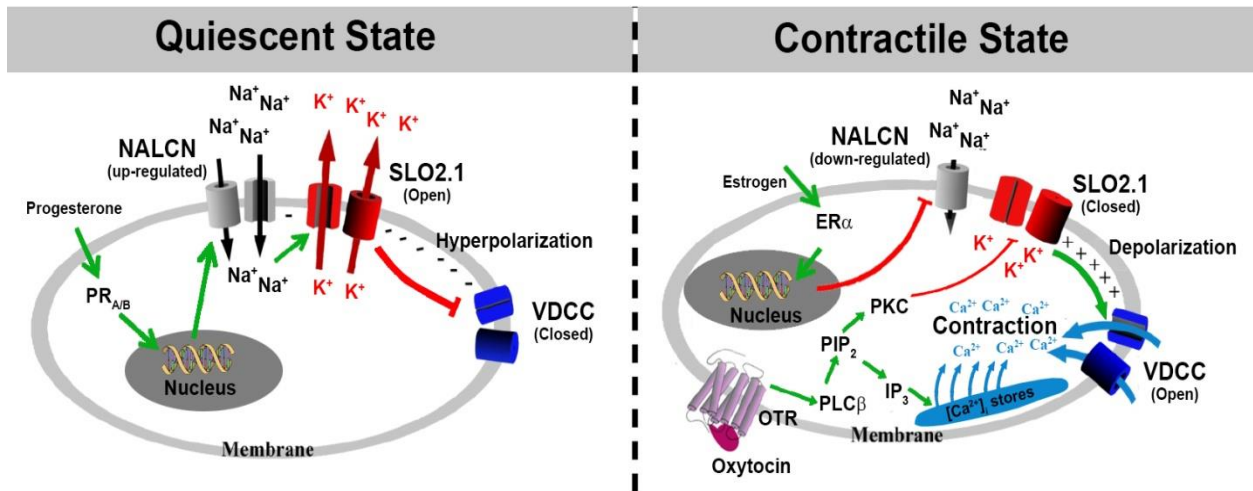 Quiescent State
Na⁺
Na⁺
Na⁺
Na⁺
K⁺
K⁺
K⁺
K⁺
NALCN
(up-regulated)
SLO2.1
(Open)
Progesterone
-
Hyperpolarization
- - - - - - -
PR A/B
Na⁺
Na⁺
K⁺
K⁺
VDCC
(Closed)
Nucleus
Membrane
Contractile State
Na⁺
Na⁺
Na⁺
Na⁺
NALCN
(down-regulated)
SLO2.1
(Closed)
Estrogen
ERα
K⁺
K⁺
K⁺
+ + + + +
Depolarization
Nucleus
PKC
Ca²⁺ Ca²⁺ Ca²⁺
Contraction
Ca²⁺ Ca²⁺ Ca²⁺
PIP₂
IP₃
PLCβ
[Ca²⁺]ᵢ stores
VDCC
(Open)
OTR
Membrane
Oxytocin